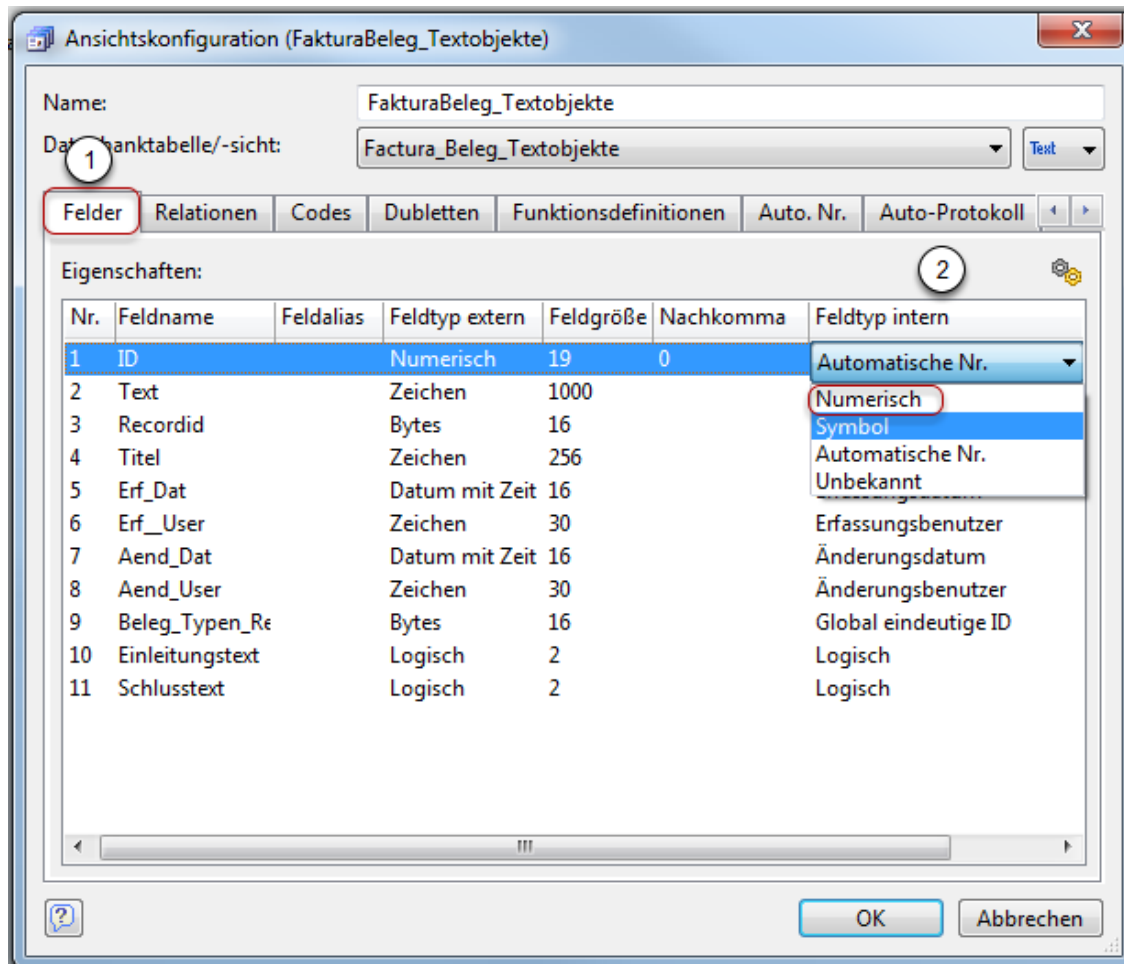 Ansichtskonfiguration (FakturaBeleg_Textobjekte)
Name: FakturaBeleg_Textobjekte
/-sicht: Factura_Beleg_Textobjekte Text
1
Felder Relationen Codes Dubletten Funktionsdefinitionen Auto. Nr. Auto-Protokoll
Eigenschaften: 2
Nr. Feldname Feldalias Feldtyp extern Feldgröße Nachkomma Feldtyp intern
1 ID Numerisch 19 0 Automatische Nr.
Numerisch
2 Text Zeichen 1000
Symbol
3 Recordid Bytes 16
Automatische Nr.
4 Titel Zeichen 256
Unbekannt
5 Erf_Dat Datum mit Zeit 16 Erfassungsdatum
6 Erf__User Zeichen 30 Erfassungsbenutzer
7 Aend_Dat Datum mit Zeit 16 Änderungsdatum
8 Aend_User Zeichen 30 Änderungsbenutzer
9 Beleg_Typen_Re Bytes 16 Global eindeutige ID
10 Einleitungstext Logisch 2 Logisch
11 Schlusstext Logisch 2 Logisch
OK Abbrechen